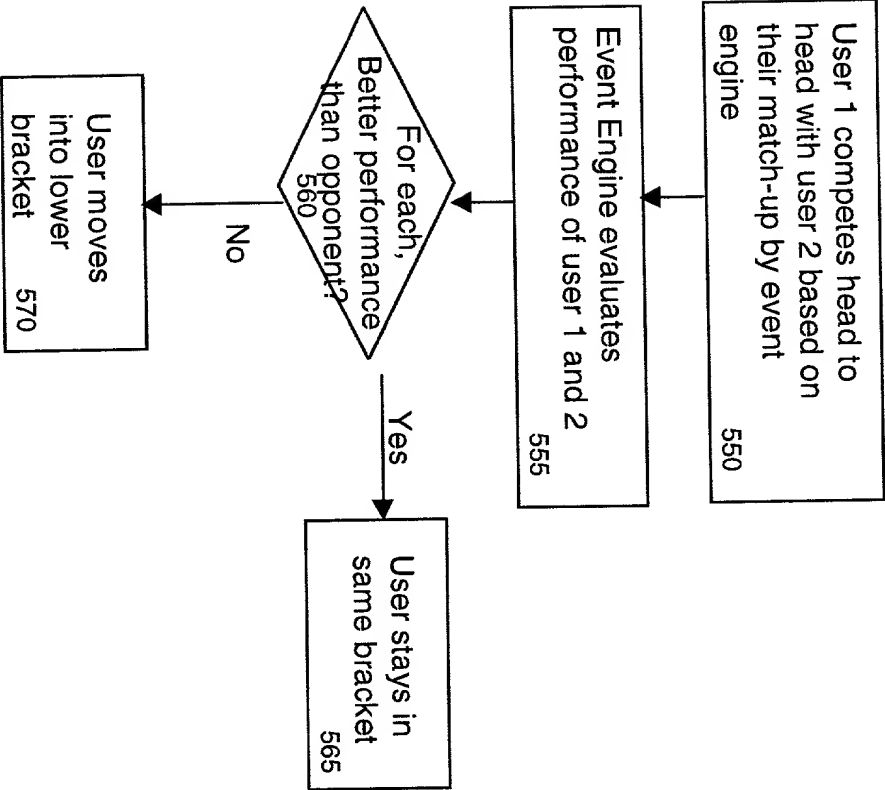 User 1 competes head to
head with user 2 based on
their match-up by event
engine
550
Event Engine evaluates
performance of user 1 and 2
555
For each,
Better performance
than opponent?
560
Yes
No
User stays in
same bracket
565
User moves
into lower
bracket
570